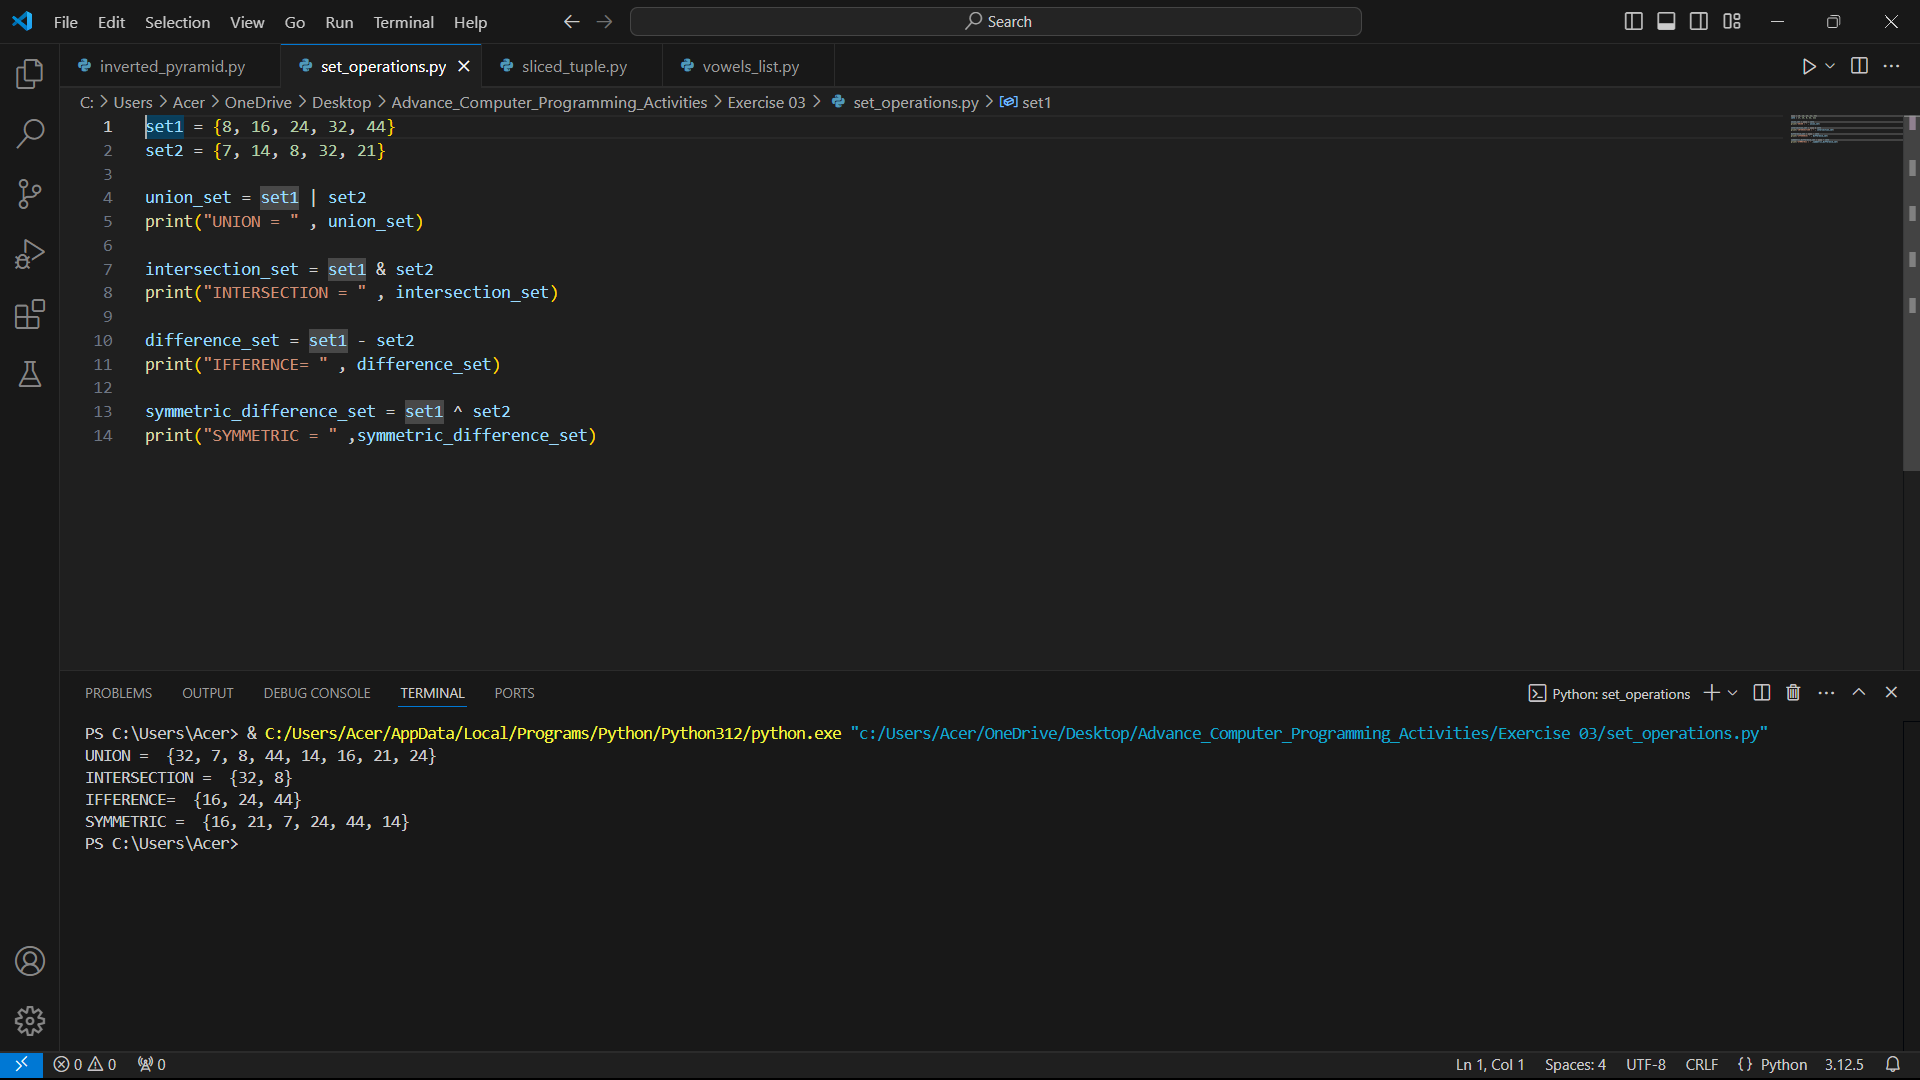 File Edit Selection View Go Run Terminal Help Search
inverted_pyramid.py set_operations.py sliced_tuple.py vowels_list.py
C: > Users > Acer > OneDrive > Desktop > Advance_Computer_Programming_Activities > Exercise 03 > set_operations.py > set1
1 set1 = {8, 16, 24, 32, 44}
2 set2 = {7, 14, 8, 32, 21}
3
4 union_set = set1 | set2
5 print("UNION = " , union_set)
6
7 intersection_set = set1 & set2
8 print("INTERSECTION = " , intersection_set)
9
10 difference_set = set1 - set2
11 print("IFFERENCE= " , difference_set)
12
13 symmetric_difference_set = set1 ^ set2
14 print("SYMMETRIC = " ,symmetric_difference_set)
PROBLEMS OUTPUT DEBUG CONSOLE TERMINAL PORTS Python: set_operations
PS C:\Users\Acer> & C:/Users/Acer/AppData/Local/Programs/Python/Python312/python.exe "c:/Users/Acer/OneDrive/Desktop/Advance_Computer_Programming_Activities/Exercise 03/set_operations.py"
UNION =  {32, 7, 8, 44, 14, 16, 21, 24}
INTERSECTION =  {32, 8}
IFFERENCE=  {16, 24, 44}
SYMMETRIC =  {16, 21, 7, 24, 44, 14}
PS C:\Users\Acer>
0 0 0 Ln 1, Col 1 Spaces: 4 UTF-8 CRLF {} Python 3.12.5